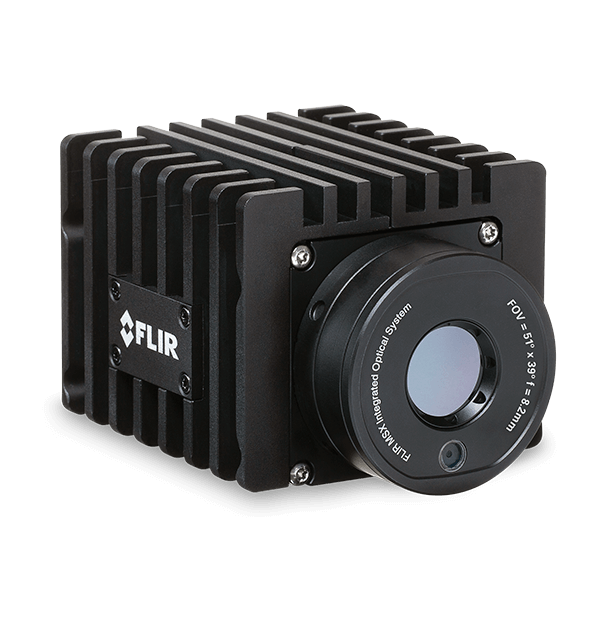 FLIR
FLIR MSX Integrated Optical System
FOV = 51° x 39° f = 8.2mm